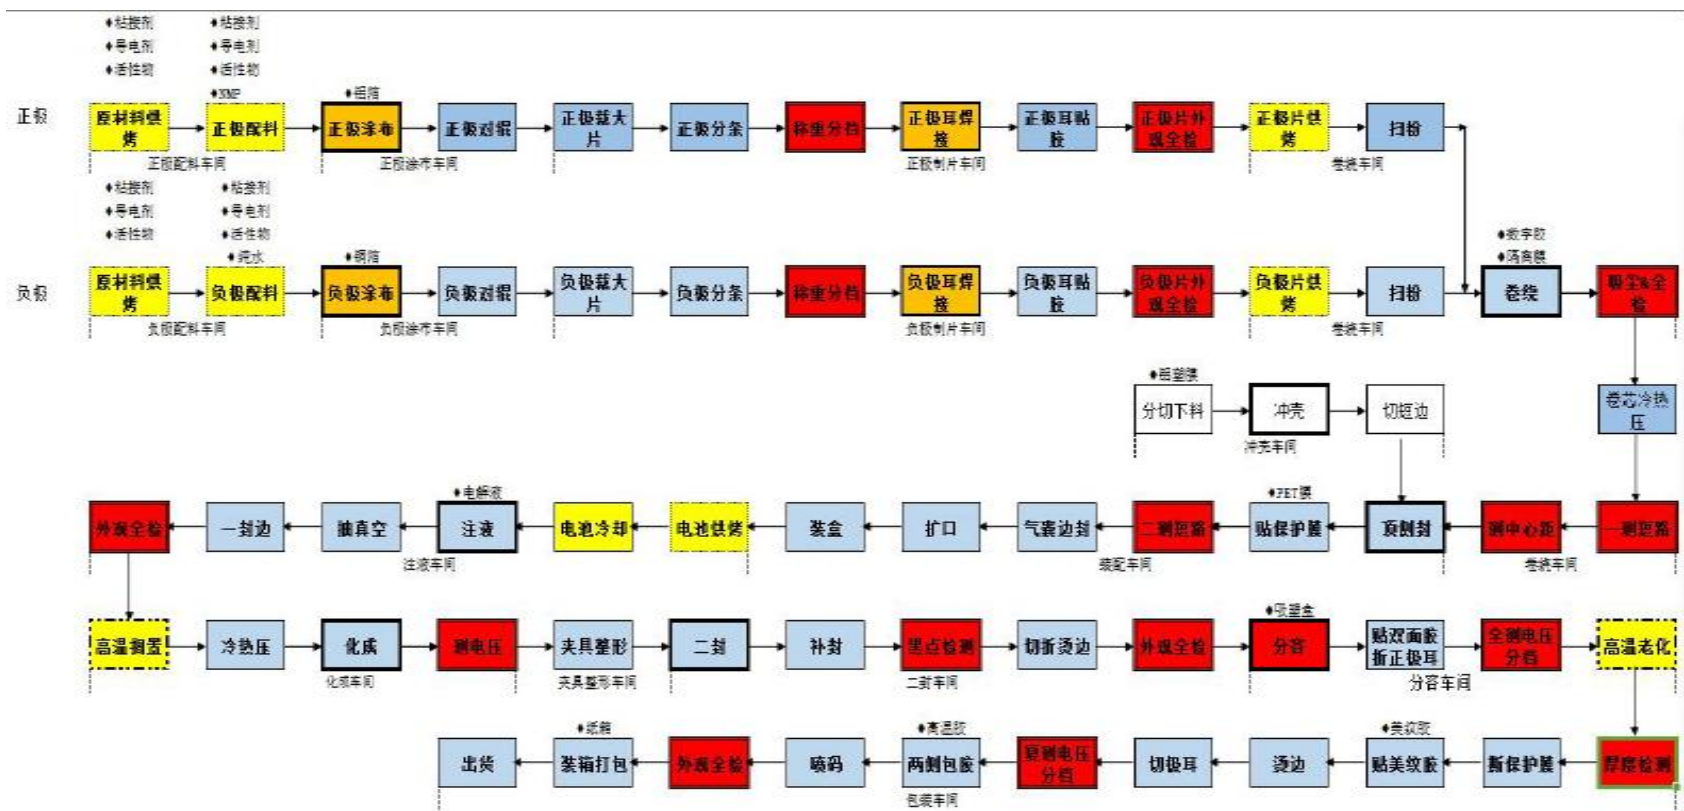 ♦粘接剂 ♦粘接剂
♦导电剂 ♦导电剂
♦活性物 ♦活性物
♦NMP ♦铝箔
正极 原材料烘烤 正极配料 正极涂布 正极对辊 正极裁大片 正极分条 称重分档 正极耳焊接 正极耳贴胶 正极片外观全检 正极片烘烤 扫粉
正极配料车间 正极涂布车间 正极制片车间 卷绕车间
♦粘接剂 ♦粘接剂
♦导电剂 ♦导电剂
♦活性物 ♦活性物
♦纯水 ♦铜箔 ♦数字胶
♦隔离膜
负极 原材料烘烤 负极配料 负极涂布 负极对辊 负极裁大片 负极分条 称重分档 负极耳焊接 负极耳贴胶 负极片外观全检 负极片烘烤 扫粉 卷绕 吸尘&全检
负极配料车间 负极涂布车间 负极制片车间 卷绕车间
♦铝塑膜
分切下料 冲壳 切短边 卷芯冷热压
冲壳车间
♦电解液 ♦PET膜
外观全检 一封边 抽真空 注液 电池冷却 电池烘烤 装盒 扩口 气囊边封 二测短路 贴保护膜 顶侧封 测中心距 一测短路
注液车间 装配车间 卷绕车间
♦吸塑盒
高温搁置 冷热压 化成 测电压 夹具整形 二封 补封 黑点检测 切折烫边 外观全检 分容 贴双面胶折正极耳 全测电压分档 高温老化
化成车间 夹具整形车间 二封车间 分容车间
♦纸箱 ♦高温胶 ♦美纹胶
出货 装箱打包 外观全检 喷码 两侧包胶 复测电压分档 切极耳 烫边 贴美纹胶 撕保护膜 厚度检测
包装车间